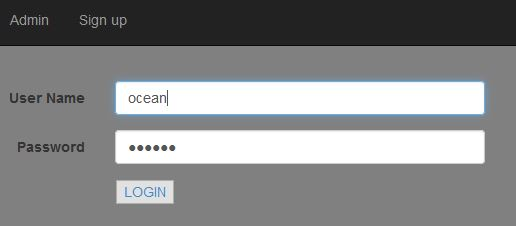 Admin Sign up
User Name ocean
Password ••••••
LOGIN